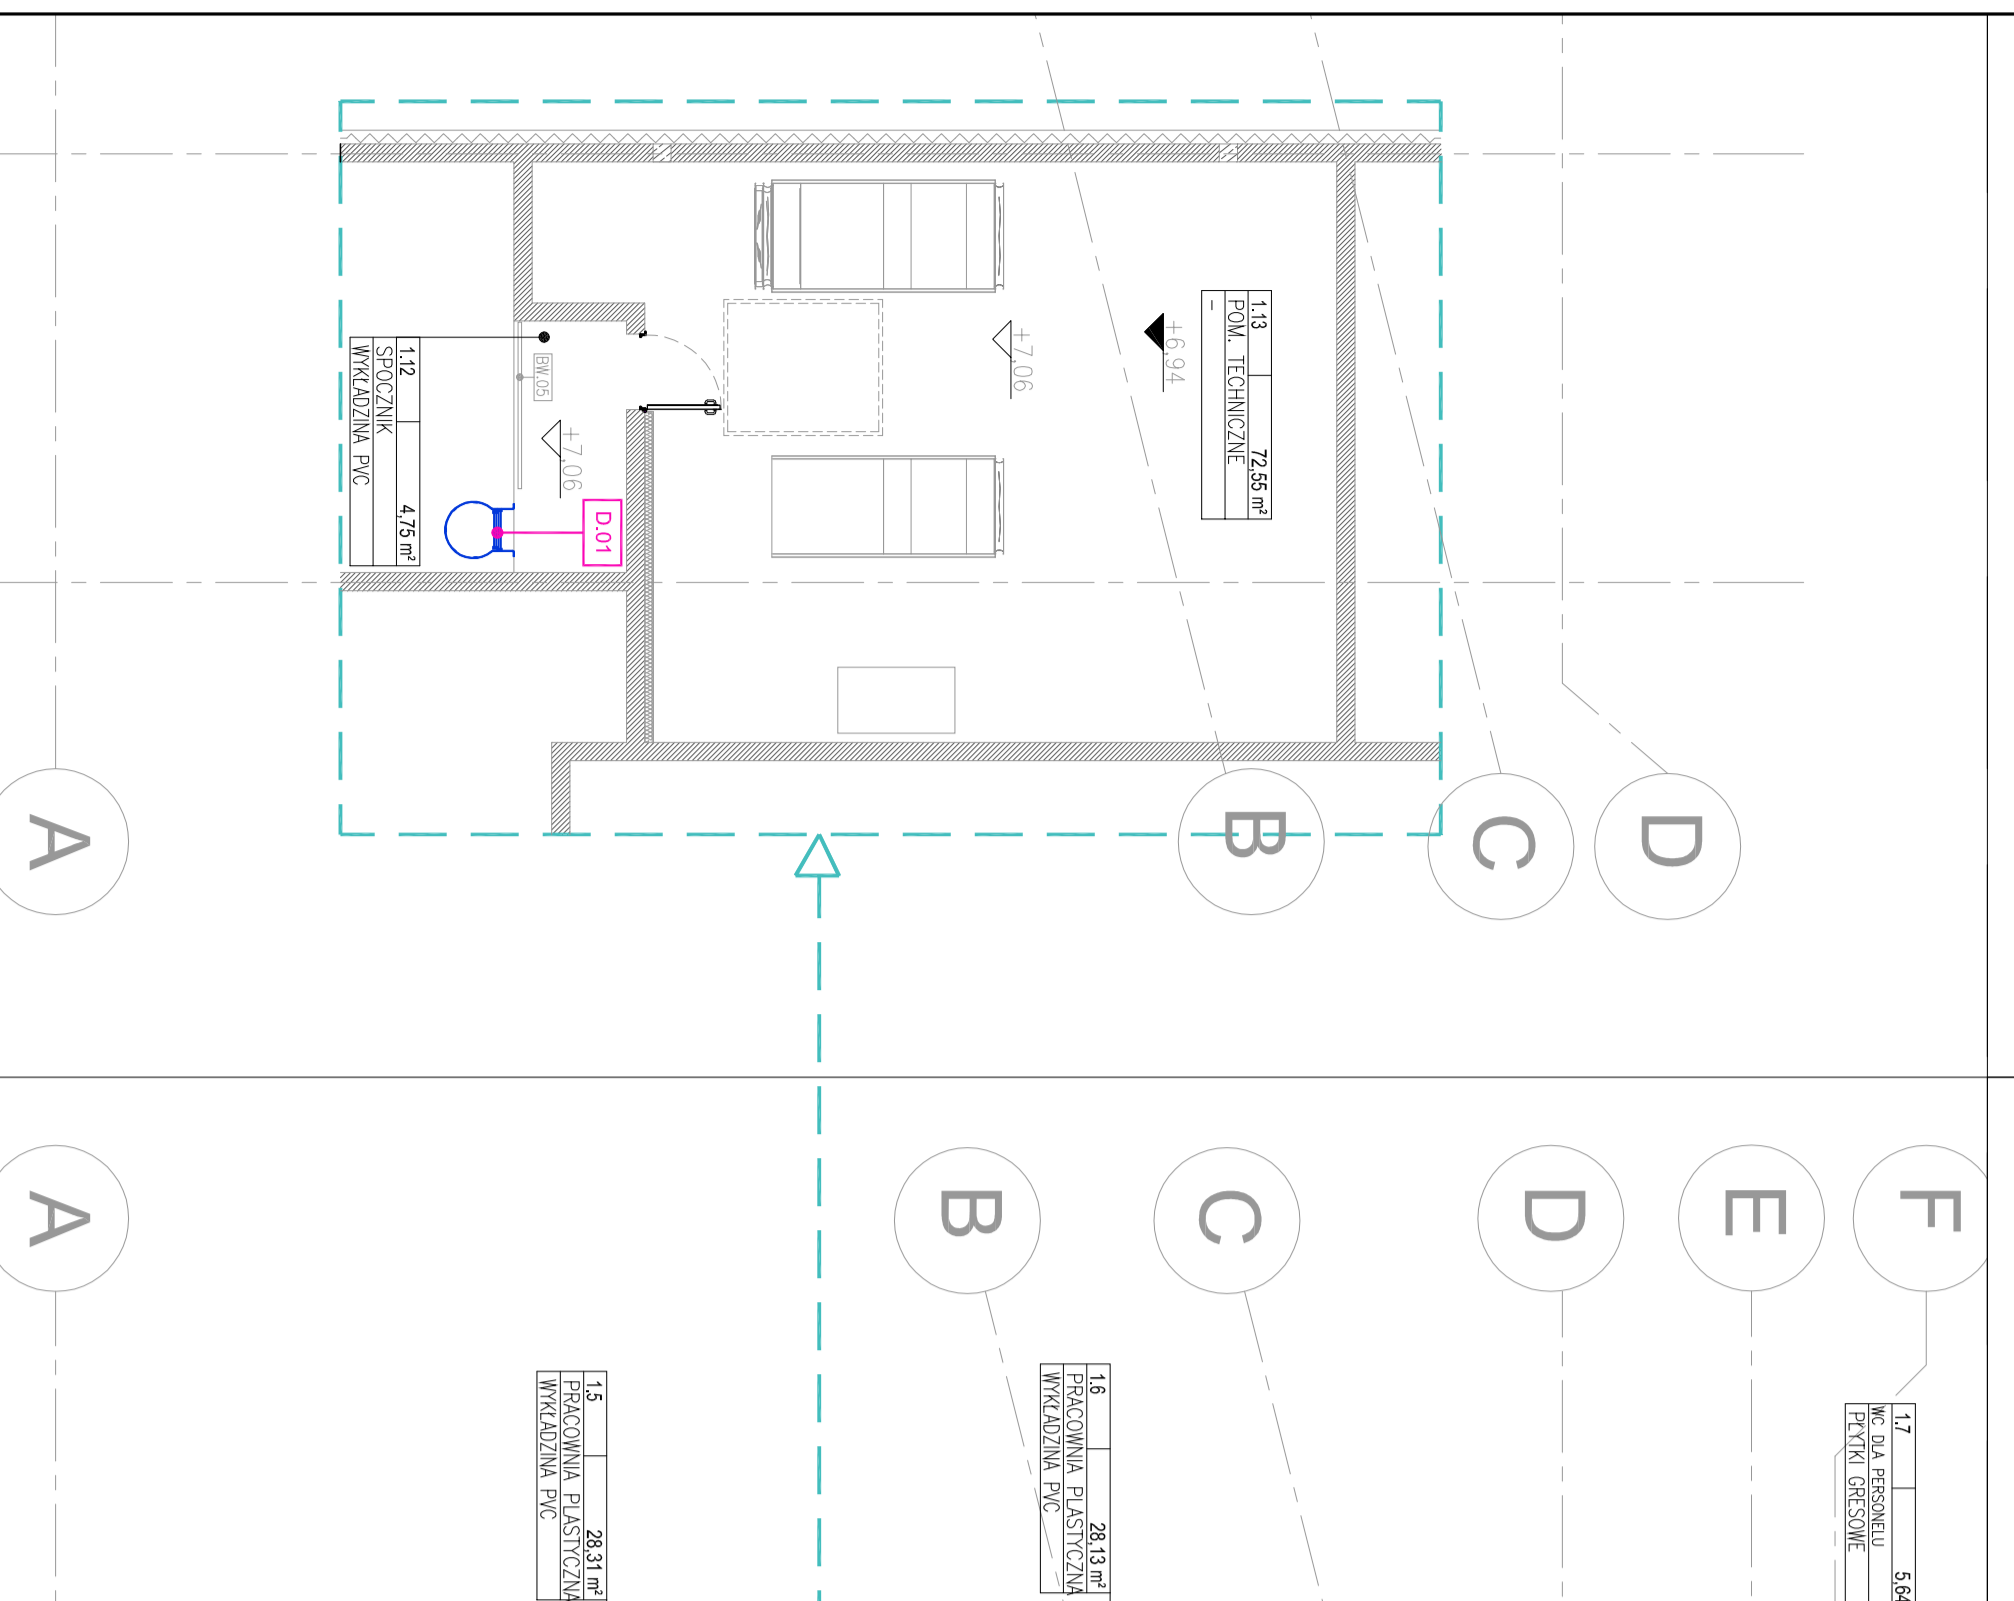 1.13 72,55 m²
POM. TECHNICZNE
-
+6,94
+7,06
D.01
+7,06
BW.05
1.12 4,75 m²
SPOCZNIK
WYKŁADZINA PVC
A
B
C
D
A
B
C
D
E
F
1.7 5,64
WC DLA PERSONELU
PŁYTKI GRESOWE
1.6 28,13 m²
PRACOWNIA PLASTYCZNA
WYKŁADZINA PVC
1.5 28,31 m²
PRACOWNIA PLASTYCZNA
WYKŁADZINA PVC